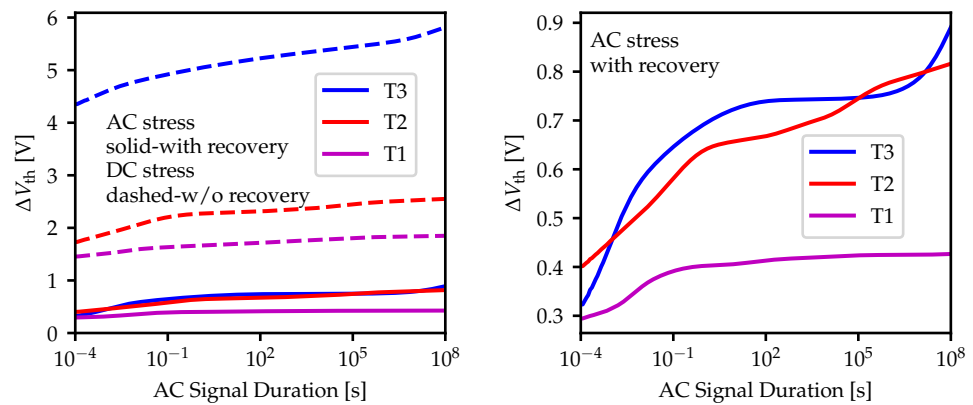 6
5
4
3
2
1
0
ΔV_th [V]
T3
T2
T1
AC stress
solid-with recovery
DC stress
dashed-w/o recovery
10^−4 10^−1 10^2 10^5 10^8
AC Signal Duration [s]
0.9
0.8
0.7
0.6
0.5
0.4
0.3
ΔV_th [V]
AC stress
with recovery
T3
T2
T1
10^−4 10^−1 10^2 10^5 10^8
AC Signal Duration [s]